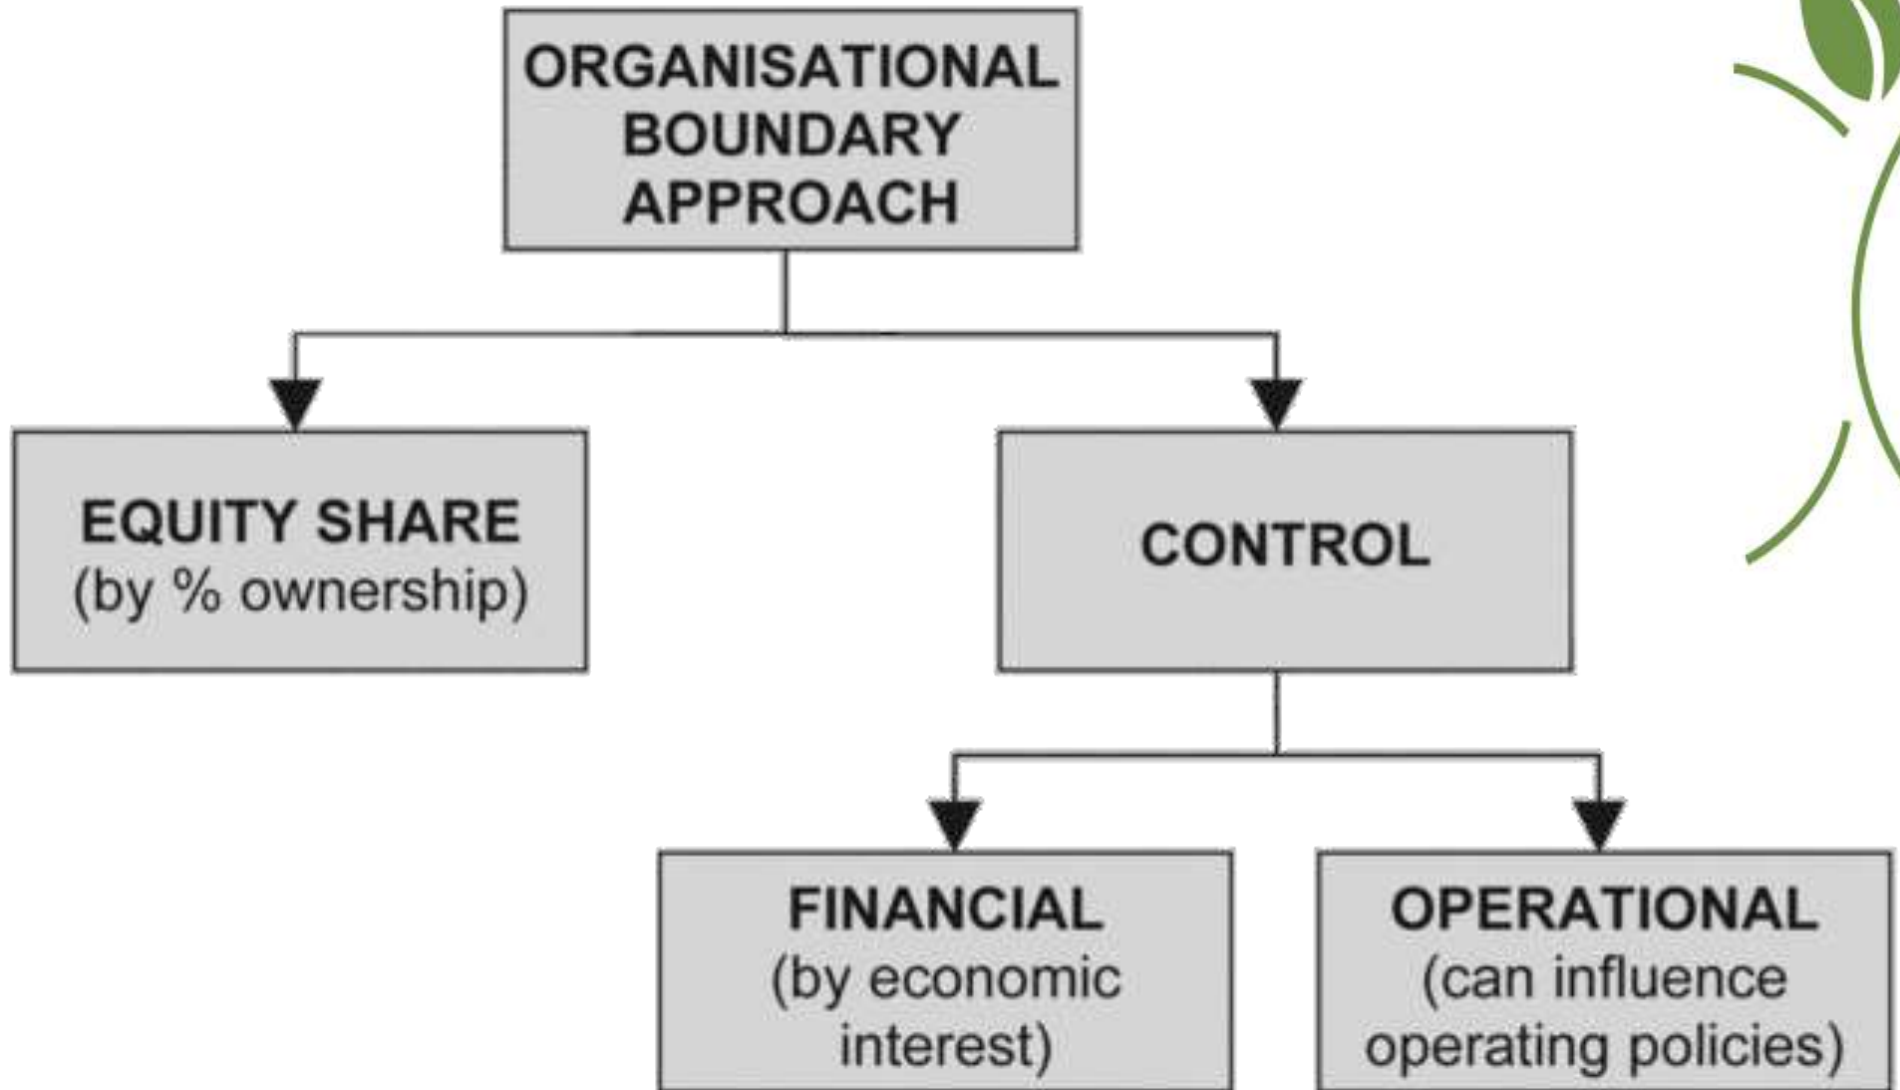 ORGANISATIONAL
BOUNDARY
APPROACH
EQUITY SHARE
(by % ownership)
CONTROL
FINANCIAL
(by economic
interest)
OPERATIONAL
(can influence
operating policies)